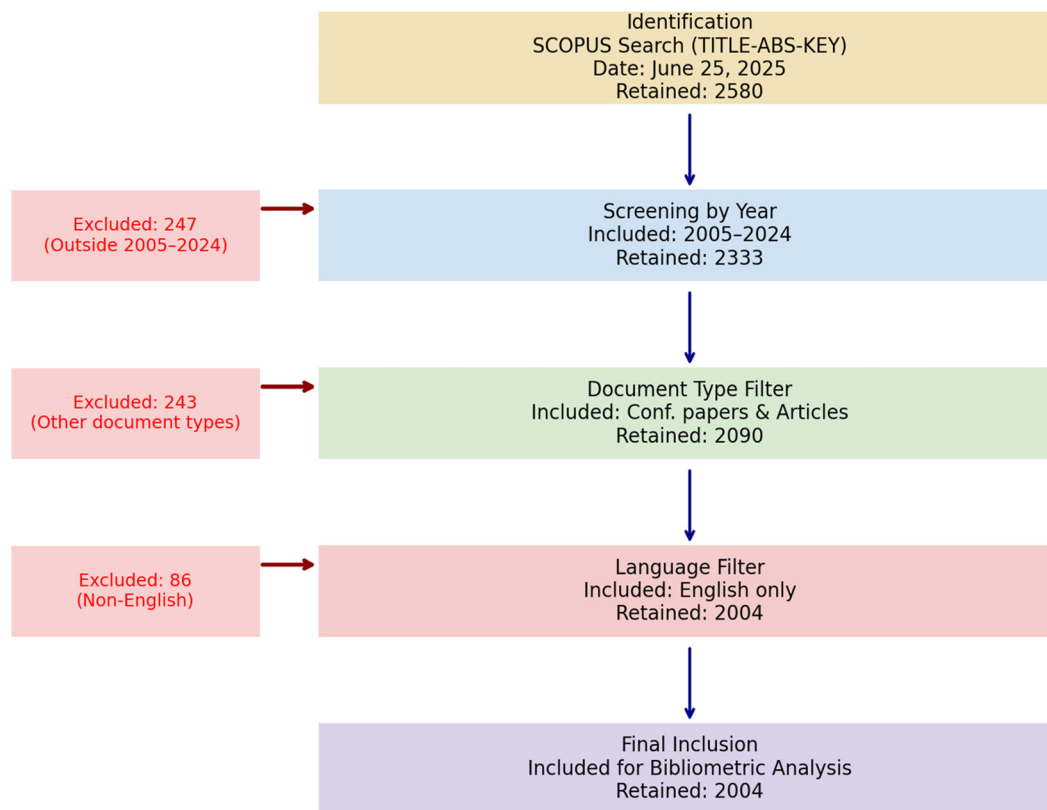 Identification
SCOPUS Search (TITLE-ABS-KEY)
Date: June 25, 2025
Retained: 2580
Excluded: 247
(Outside 2005–2024)
Screening by Year
Included: 2005–2024
Retained: 2333
Excluded: 243
(Other document types)
Document Type Filter
Included: Conf. papers & Articles
Retained: 2090
Excluded: 86
(Non-English)
Language Filter
Included: English only
Retained: 2004
Final Inclusion
Included for Bibliometric Analysis
Retained: 2004